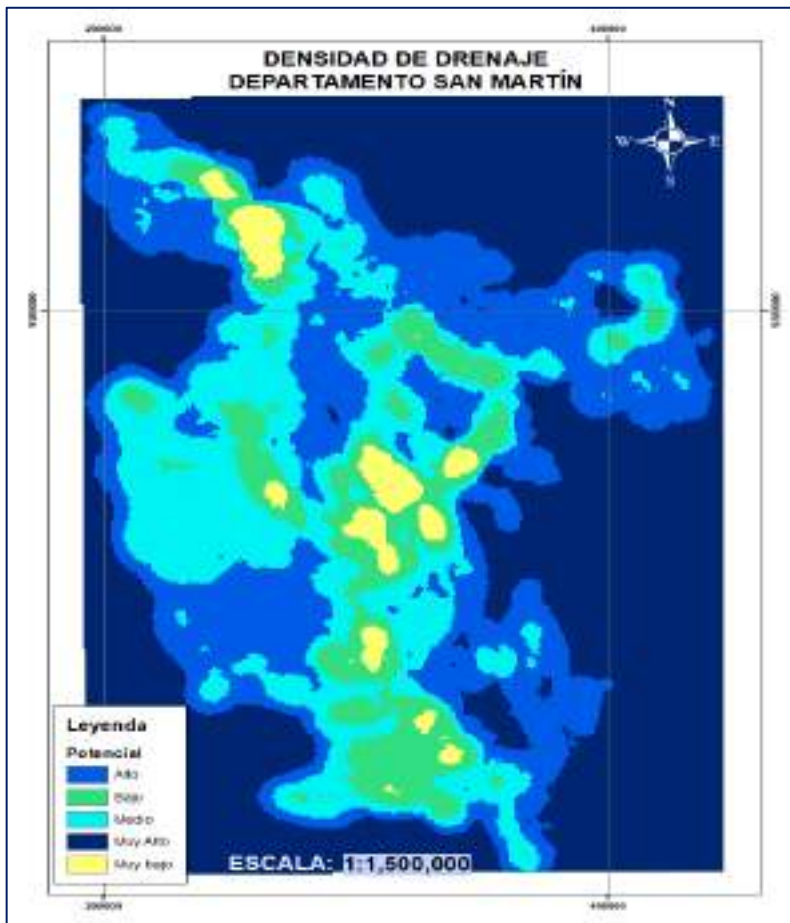 DENSIDAD DE DRENAJE
DEPARTAMENTO SAN MARTÍN
N
W E
S
Leyenda
Potencial
Alto
Bajo
Medio
Muy Alto
Muy bajo
ESCALA: 1:1,500,000